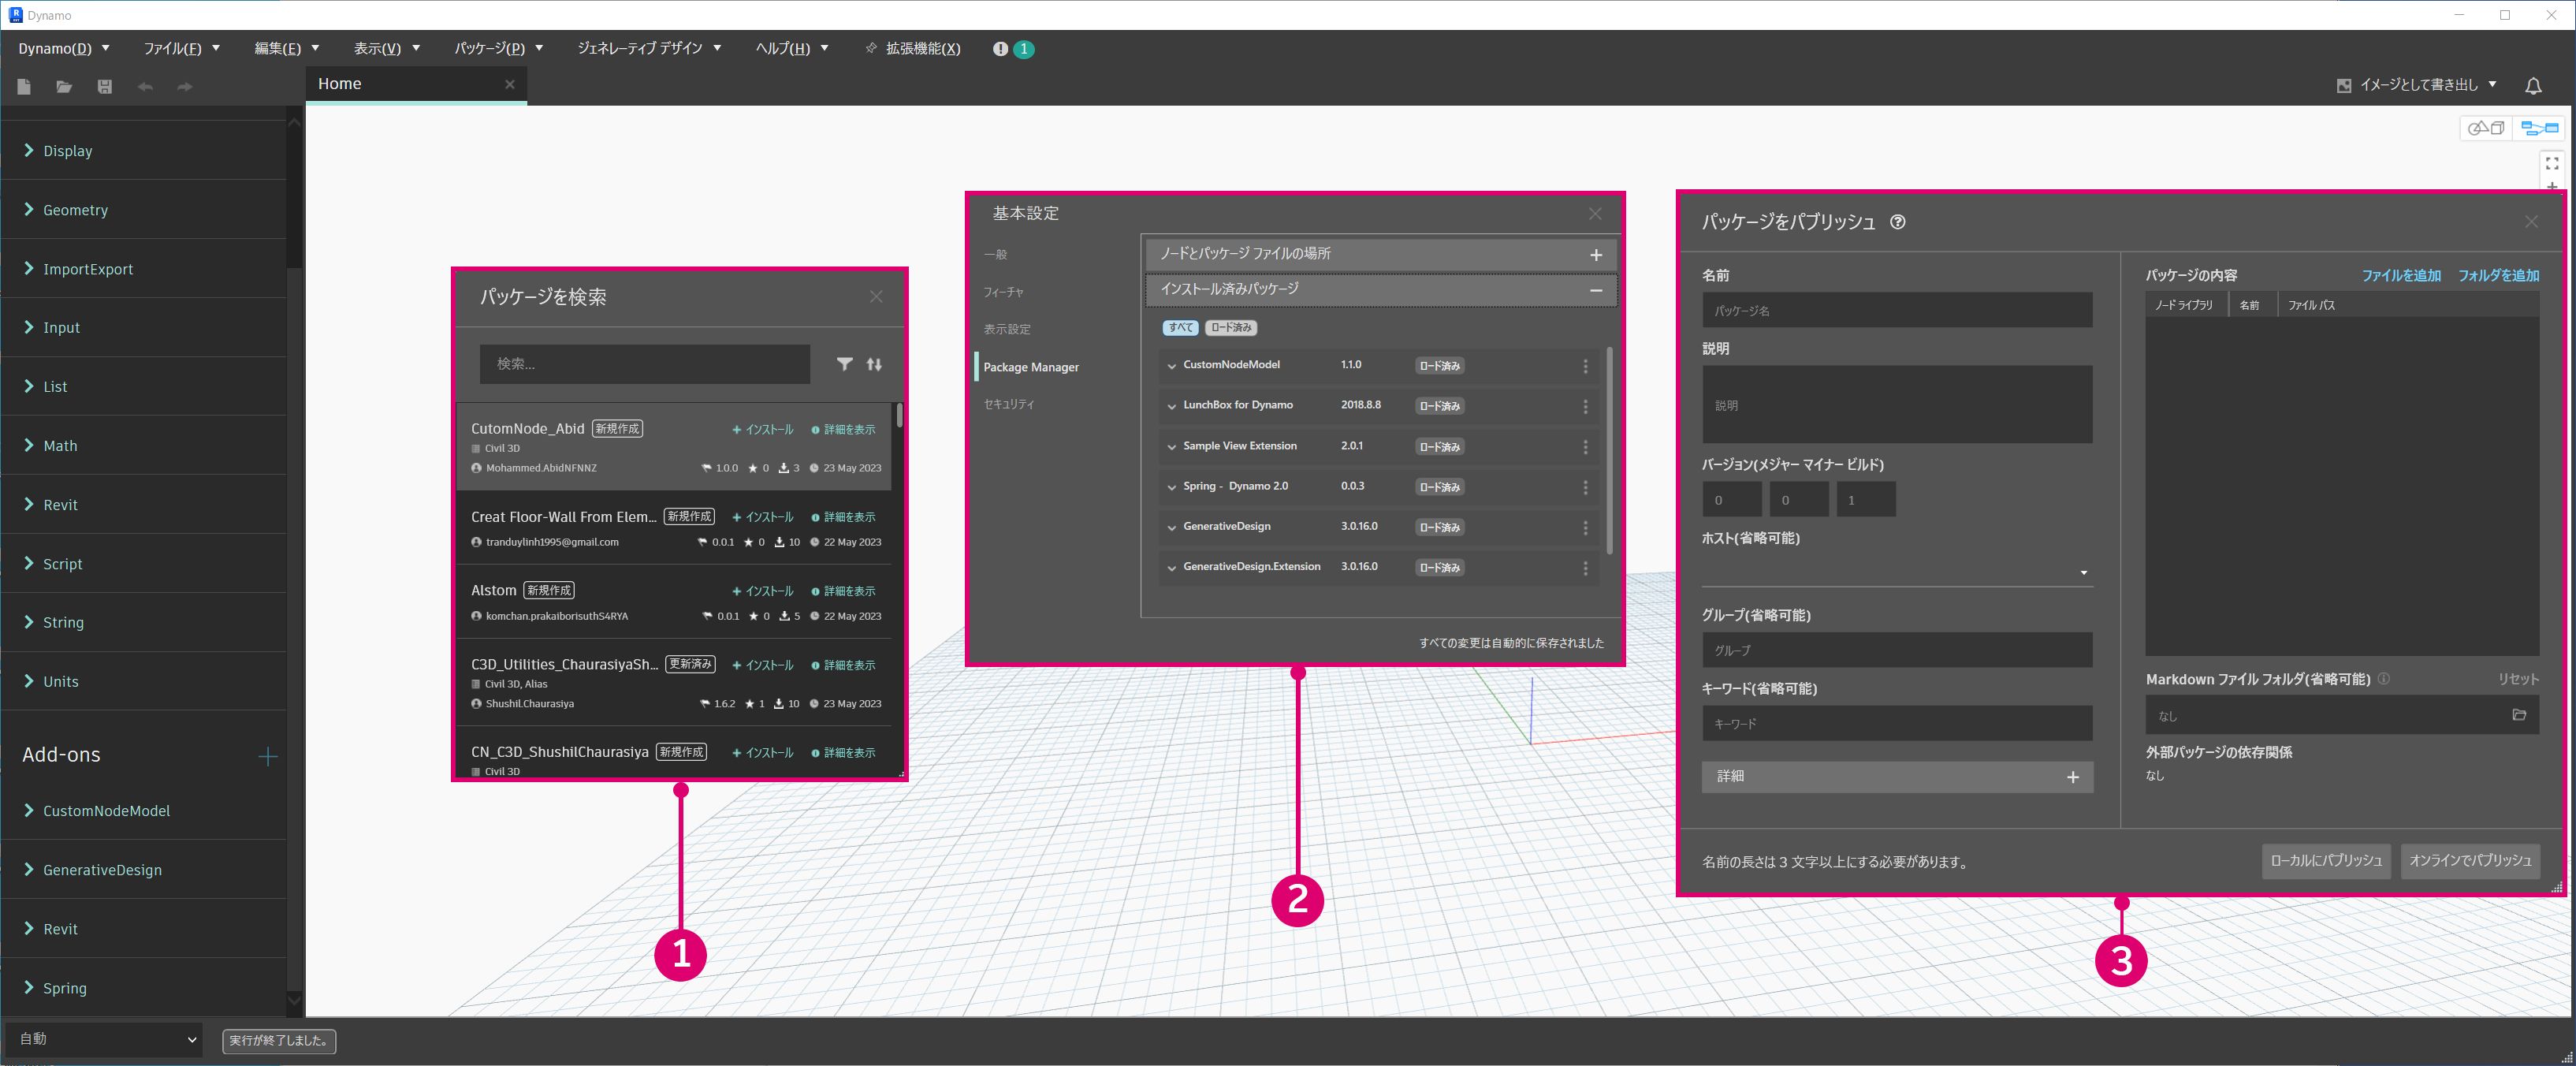 Dynamo
Dynamo(D) ファイル(F) 編集(E) 表示(V) パッケージ(P) ジェネレーティブ デザイン ヘルプ(H) 拡張機能(X) 1
Home
イメージとして書き出し
Display
Geometry
ImportExport
Input
List
Math
Revit
Script
String
Units
Add-ons
CustomNodeModel
GenerativeDesign
Revit
Spring
自動
実行が終了しました。
パッケージを検索
検索...
CutomNode_Abid 新規作成 インストール 詳細を表示
Civil 3D
Mohammed.AbidNFNNZ 1.0.0 0 3 23 May 2023
Creat Floor-Wall From Elem... 新規作成 インストール 詳細を表示
tranduylinh1995@gmail.com 0.0.1 0 10 22 May 2023
Alstom 新規作成 インストール 詳細を表示
komchan.prakaiborisuthS4RYA 0.0.1 0 5 22 May 2023
C3D_Utilities_ChaurasiyaSh... 更新済み インストール 詳細を表示
Civil 3D, Alias
Shushil.Chaurasiya 1.6.2 1 10 23 May 2023
CN_C3D_ShushilChaurasiya 新規作成 インストール 詳細を表示
Civil 3D
1
基本設定
一般
フィーチャ
表示設定
Package Manager
セキュリティ
ノードとパッケージ ファイルの場所
インストール済みパッケージ
すべて ロード済み
CustomNodeModel 1.1.0 ロード済み
LunchBox for Dynamo 2018.8.8 ロード済み
Sample View Extension 2.0.1 ロード済み
Spring - Dynamo 2.0 0.0.3 ロード済み
GenerativeDesign 3.0.16.0 ロード済み
GenerativeDesign.Extension 3.0.16.0 ロード済み
すべての変更は自動的に保存されました
2
パッケージをパブリッシュ
名前
パッケージ名
説明
説明
バージョン(メジャー マイナー ビルド)
0 0 1
ホスト(省略可能)
グループ(省略可能)
グループ
キーワード(省略可能)
キーワード
詳細
パッケージの内容 ファイルを追加 フォルダを追加
ノード ライブラリ 名前 ファイル パス
Markdown ファイル フォルダ(省略可能) リセット
なし
外部パッケージの依存関係
なし
名前の長さは 3 文字以上にする必要があります。
ローカルにパブリッシュ オンラインでパブリッシュ
3